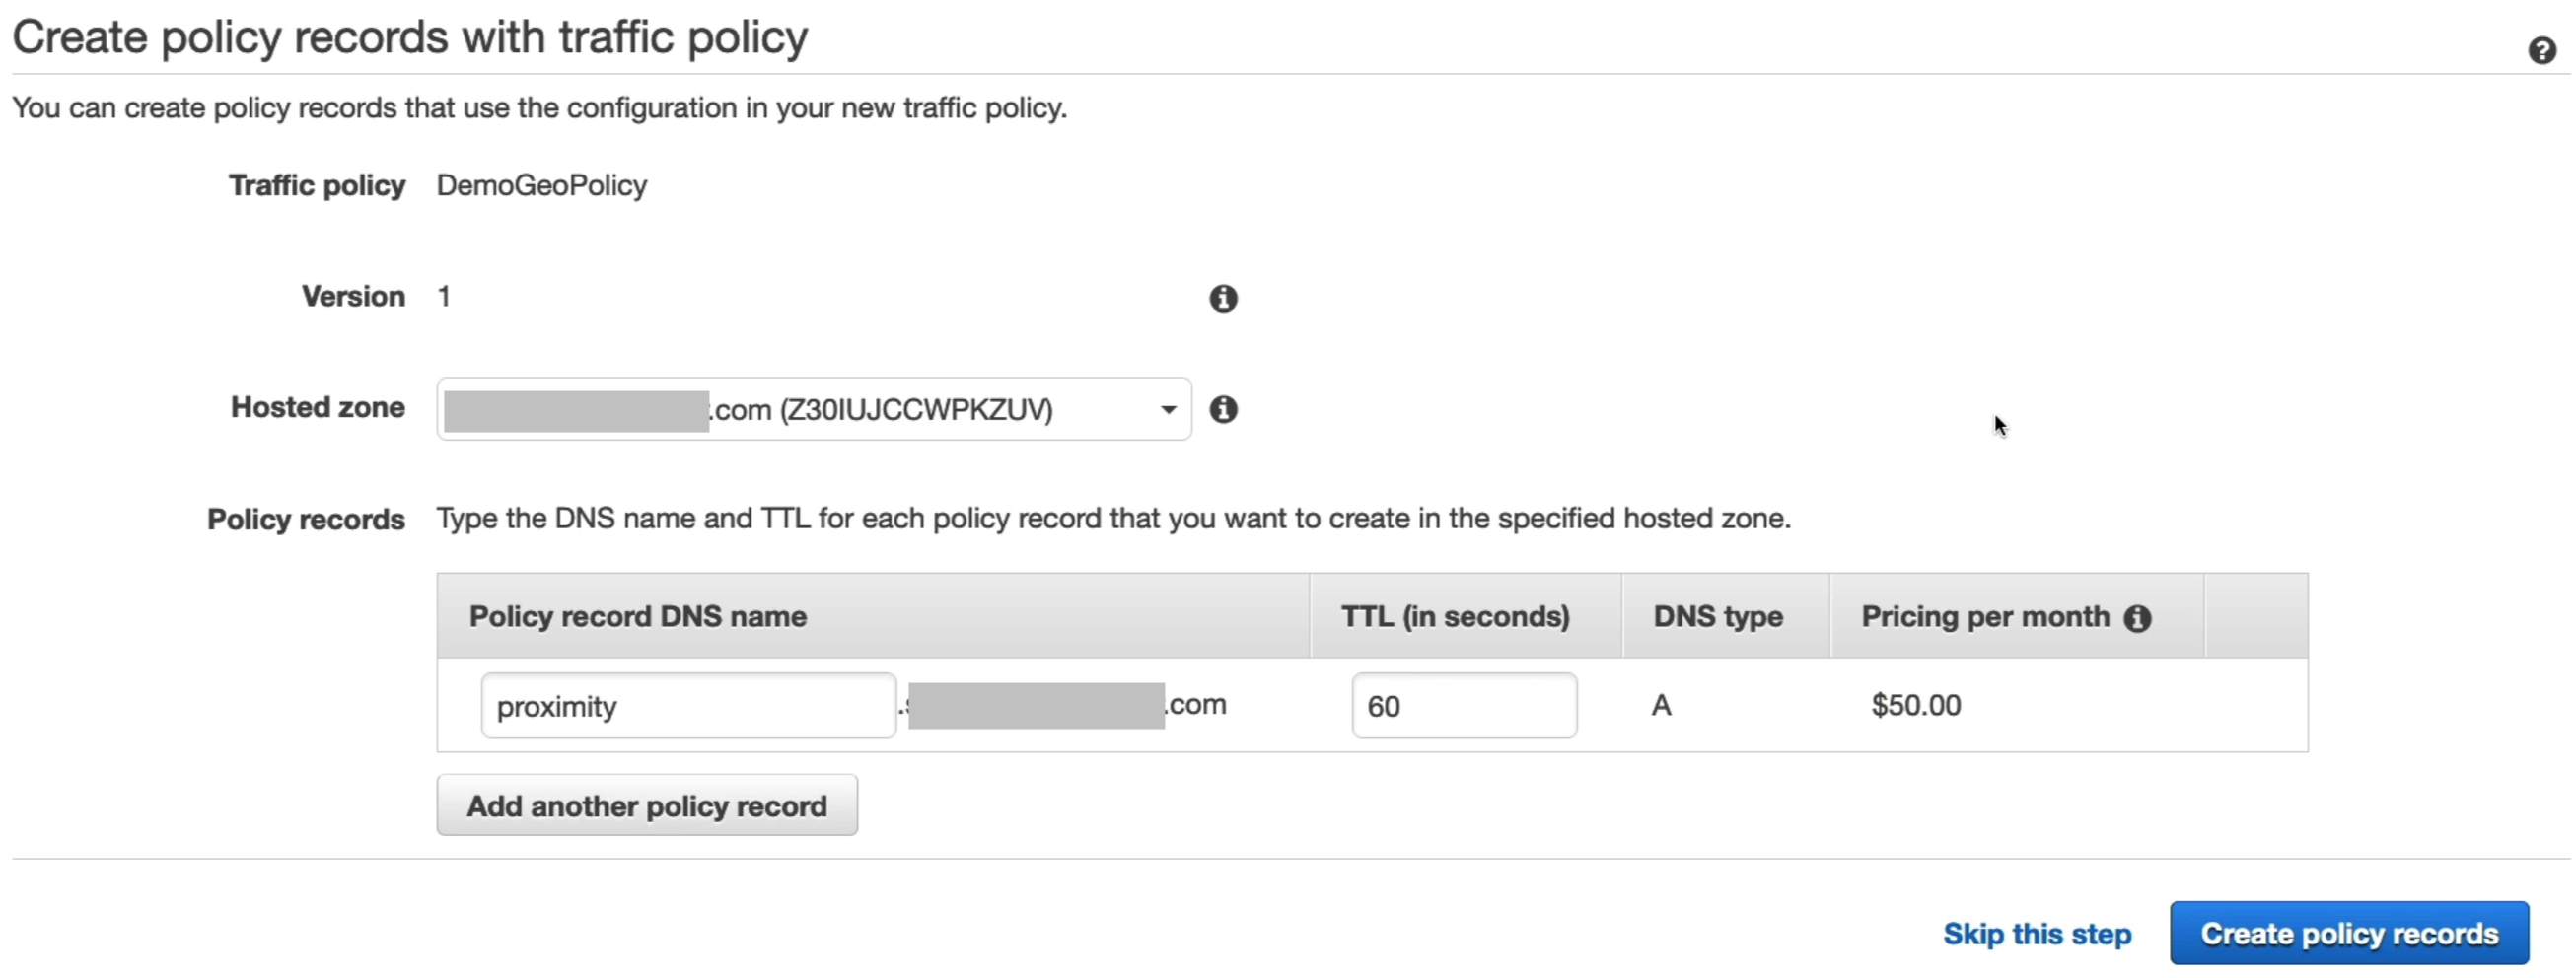 Create policy records with traffic policy
You can create policy records that use the configuration in your new traffic policy.
Traffic policy DemoGeoPolicy
Version 1
Hosted zone .com (Z30IUJCCWPKZUV)
Policy records Type the DNS name and TTL for each policy record that you want to create in the specified hosted zone.
Policy record DNS name TTL (in seconds) DNS type Pricing per month
proximity .com 60 A $50.00
Add another policy record
Skip this step Create policy records